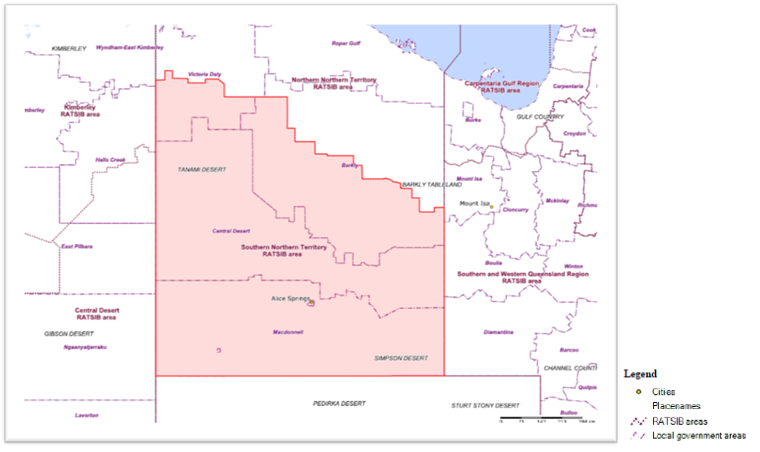 Cook
KIMBERLEY
Wyndham-East Kimberley
Roper Gulf
Victoria Daly
Northern Northern Territory
RATSIB area
Carpentaria Gulf Region
RATSIB area
Carpentaria
Kimberley
RATSIB area
mberley
Burke
GULF COUNTRY
Croydon
Halls Creek
TANAMI DESERT
Barkly
BARKLY TABLELAND
Mount Isa
Mount Isa
Cloncurry
McKinlay
Richmo
Central Desert
East Pilbara
Southern Northern Territory
RATSIB area
Boulia
Winton
Southern and Western Queensland Region
RATSIB area
Alice Springs
Central Desert
RATSIB area
GIBSON DESERT
Ngaanyatjarraku
Macdonnell
Diamantina
SIMPSON DESERT
Barcoo
CHANNEL COUNTI
Quilpie
PEDIRKA DESERT
STURT STONY DESERT
Laverton
Bulloo
Legend
Cities
Placenames
RATSIB areas
Local government areas